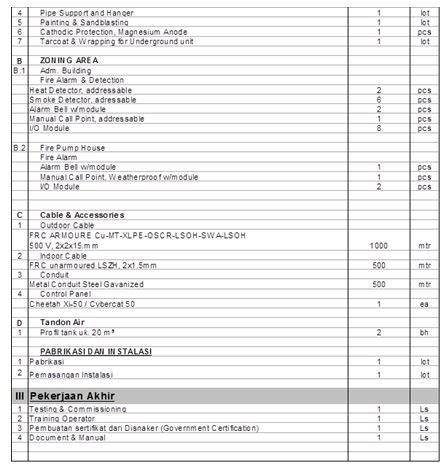 4 Pipe Support and Hanger 1 lot
5 Painting & Sandblasting 1 lot
6 Cathodic Protection, Magnesium Anode 1 pcs
7 Tarcoat & Wrapping for Underground unit 1 lot
B ZONING AREA
B.1 Adm. Building
Fire Alarm & Detection
Heat Detector, addressable 2 pcs
Smoke Detector, adressable 6 pcs
Alarm Bell w/module 2 pcs
Manual Call Point, addressable 1 pcs
I/O Module 8 pcs
B.2 Fire Pump House
Fire Alarm
Alarm Bell w/module 1 pcs
Manual Call Point, Weatherproof w/module 1 pcs
I/O Module 2 pcs
C Cable & Accessories
1 Outdoor Cable
FRC ARMOURE Cu-MT-XLPE-OSCR-LSOH-SWA-LSOH
500 V, 2x2x15.mm 1000 mtr
2 Indoor Cable
FRC unarmoured LSZH, 2x1.5mm 500 mtr
3 Conduit
Metal Conduit Steel Gavanized 500 mtr
4 Control Panel
Cheetah Xi-50 / Cybercat 50 1 ea
D Tandon Air
1 Profil tank uk. 20 m³ 2 bh
PABRIKASI DAN INSTALASI
1 Pabrikasi 1 lot
2 Pemasangan Instalasi 1 lot
III Pekerjaan Akhir
1 Testing & Commissioning 1 Ls
2 Training Operator 1 Ls
3 Pembuatan sertifikat dari Disnaker (Government Certification) 1 Ls
4 Document & Manual 1 Ls